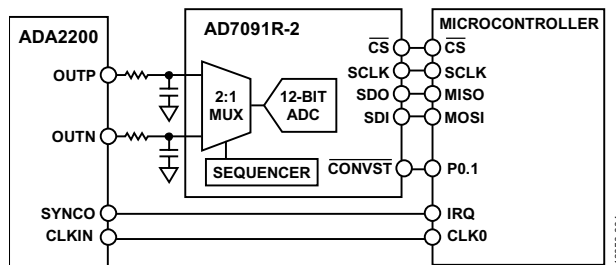 ADA2200
OUTP
OUTN
SYNCO
CLKIN
AD7091R-2
2:1
MUX
12-BIT
ADC
SEQUENCER
CS
SCLK
SDO
SDI
CONVST
MICROCONTROLLER
CS
SCLK
MISO
MOSI
P0.1
IRQ
CLK0